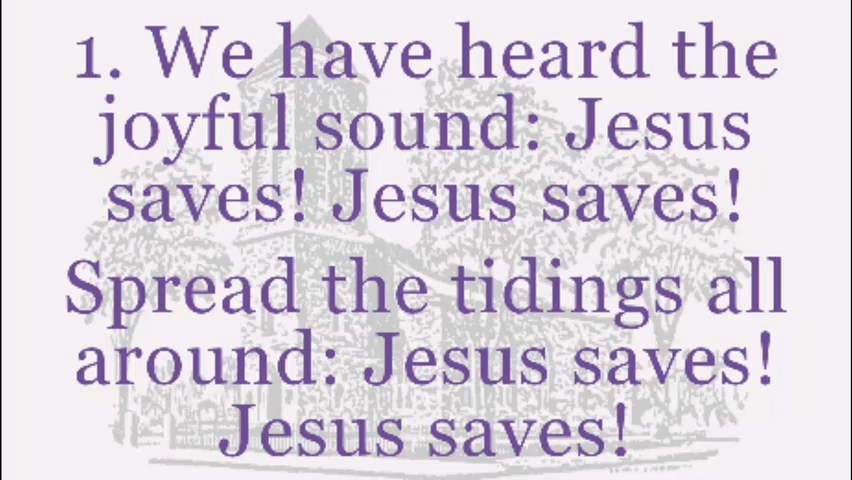 1. We have heard the
joyful sound: Jesus
saves! Jesus saves!
Spread the tidings all
around: Jesus saves!
Jesus saves!